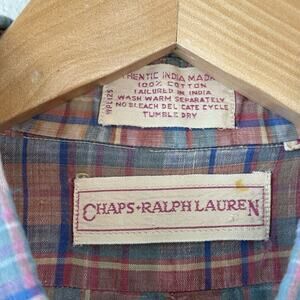 HENTIC INDIA MADE
100% COTTON
TAILORED IN INDIA
WASH WARM SEPARATELY
NO BLEACH DELICATE CYCLE
TUMBLE DRY
CHAPS・RALPH LAUREN